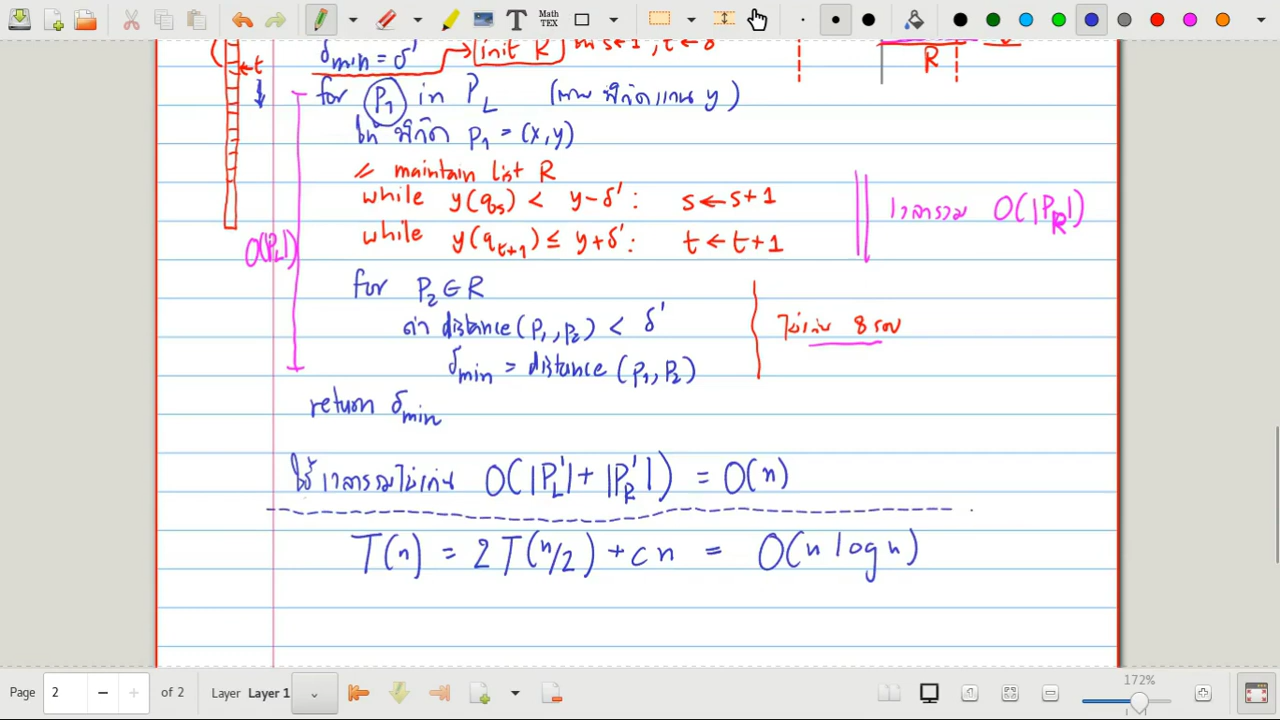 Math
TEX
δmin = δ' init R s←1, t←0
R
←t
for P1 in PL (ตามพิกัดแกน y)
ให้ พิกัด p1 = (x,y)
// maintain list R
while y(qs) < y-δ': s←s+1
while y(qt+1) ≤ y+δ': t←t+1
เวลารวม O(|PR|)
O(|PL|)
for P2 ∈ R
ถ้า distance(P1,P2) < δ'
δmin = distance (P1,P2)
ไม่เกิน 8 รอบ
return δmin
ใช้เวลารวมไม่เกิน O(|P'L| + |P'R|) = O(n)
T(n) = 2T(n/2) + cn = O(n log n)
Page 2 of 2 Layer Layer 1 172%